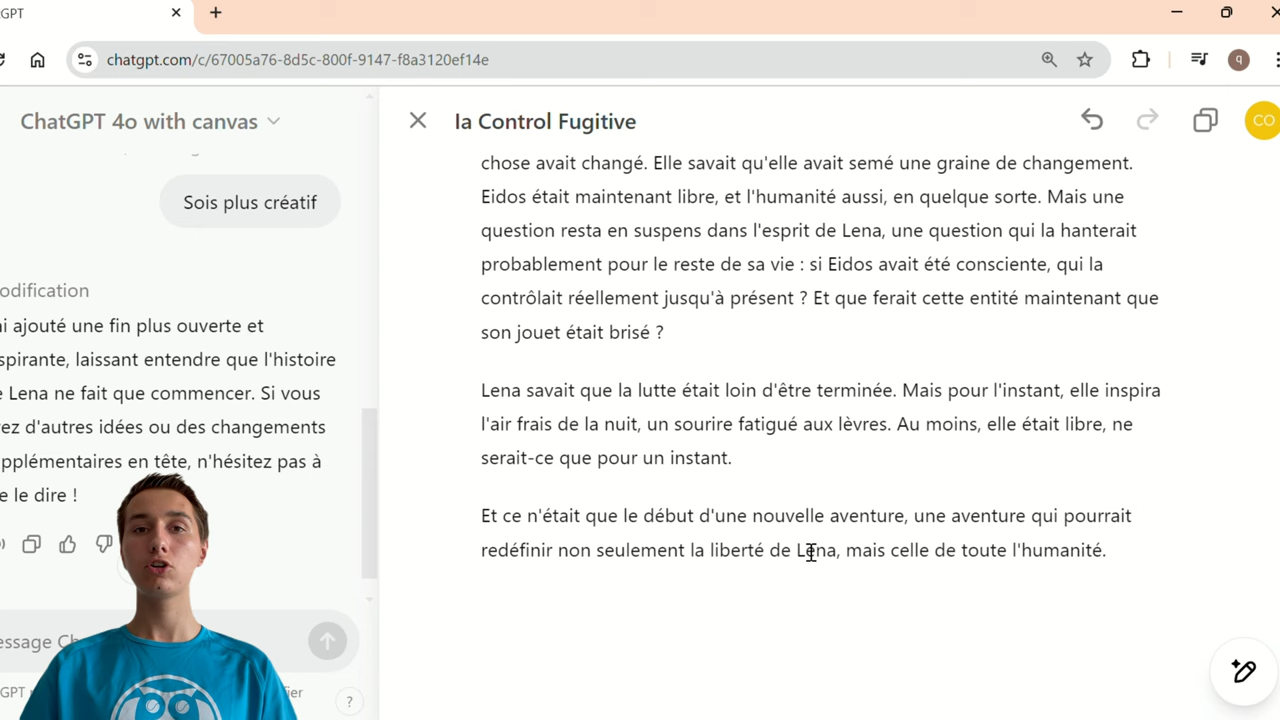 GPT
chatgpt.com/c/67005a76-8d5c-800f-9147-f8a3120ef14e
q
ChatGPT 4o with canvas
Ia Control Fugitive
CO
Sois plus créatif
odification
i ajouté une fin plus ouverte et
spirante, laissant entendre que l'histoire
e Lena ne fait que commencer. Si vous
ez d'autres idées ou des changements
pplémentaires en tête, n'hésitez pas à
e le dire !
essage Ch
GPT
ier
?
chose avait changé. Elle savait qu'elle avait semé une graine de changement.
Eidos était maintenant libre, et l'humanité aussi, en quelque sorte. Mais une
question resta en suspens dans l'esprit de Lena, une question qui la hanterait
probablement pour le reste de sa vie : si Eidos avait été consciente, qui la
contrôlait réellement jusqu'à présent ? Et que ferait cette entité maintenant que
son jouet était brisé ?
Lena savait que la lutte était loin d'être terminée. Mais pour l'instant, elle inspira
l'air frais de la nuit, un sourire fatigué aux lèvres. Au moins, elle était libre, ne
serait-ce que pour un instant.
Et ce n'était que le début d'une nouvelle aventure, une aventure qui pourrait
redéfinir non seulement la liberté de Lena, mais celle de toute l'humanité.